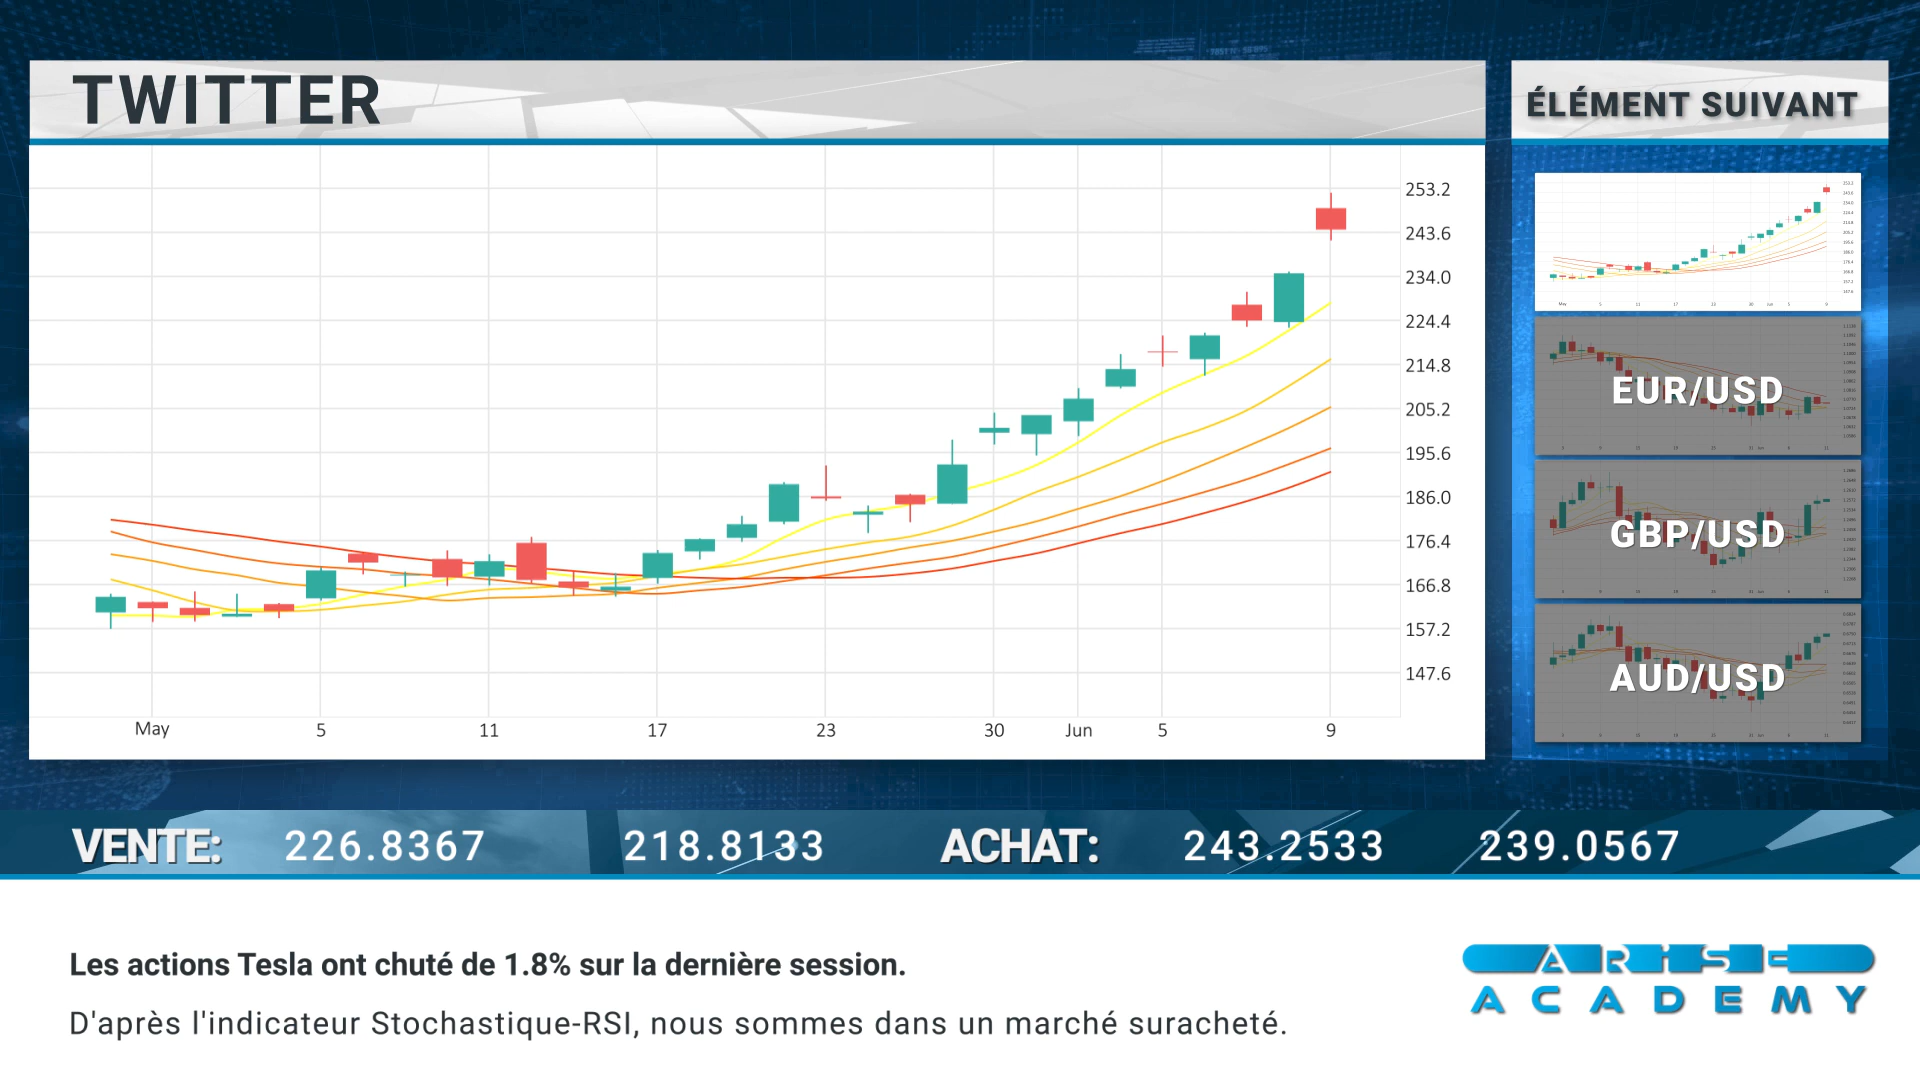 TWITTER
ÉLÉMENT SUIVANT
253.2
243.6
234.0
224.4
214.8
205.2
195.6
186.0
176.4
166.8
157.2
147.6
May 5 11 17 23 30 Jun 5 9
EUR/USD
GBP/USD
AUD/USD
VENTE: 226.8367 218.8133 ACHAT: 243.2533 239.0567
Les actions Tesla ont chuté de 1.8% sur la dernière session.
D'après l'indicateur Stochastique-RSI, nous sommes dans un marché suracheté.
ARISE
ACADEMY